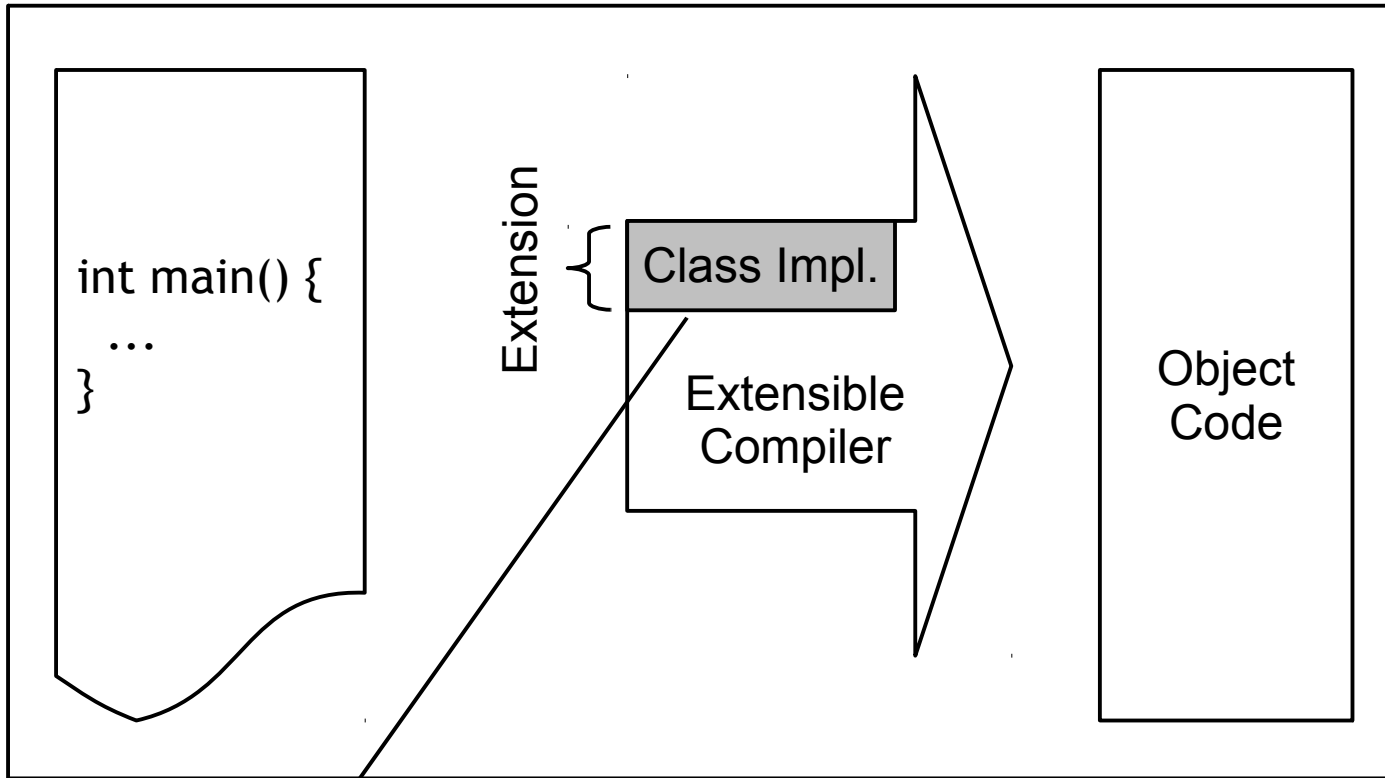 int main() {
...
}
Extension
Class Impl.
Extensible
Compiler
Object
Code